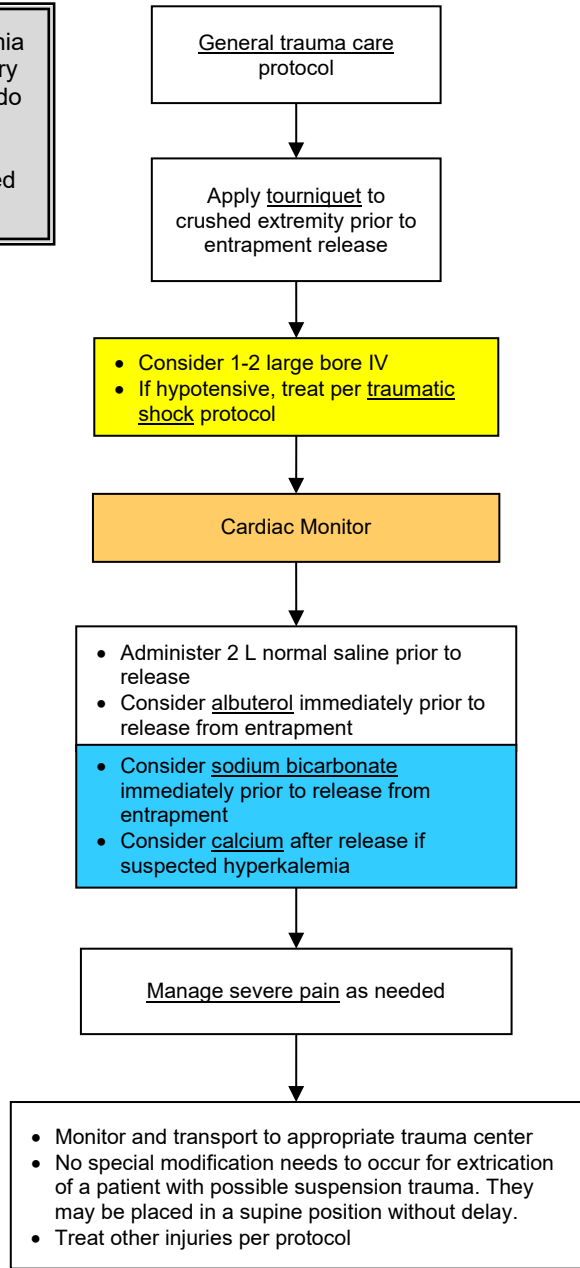 General trauma care
protocol
Apply tourniquet to
crushed extremity prior to
entrapment release
• Consider 1-2 large bore IV
• If hypotensive, treat per traumatic
shock protocol
Cardiac Monitor
• Administer 2 L normal saline prior to
release
• Consider albuterol immediately prior to
release from entrapment
• Consider sodium bicarbonate
immediately prior to release from
entrapment
• Consider calcium after release if
suspected hyperkalemia
Manage severe pain as needed
• Monitor and transport to appropriate trauma center
• No special modification needs to occur for extrication
of a patient with possible suspension trauma. They
may be placed in a supine position without delay.
• Treat other injuries per protocol